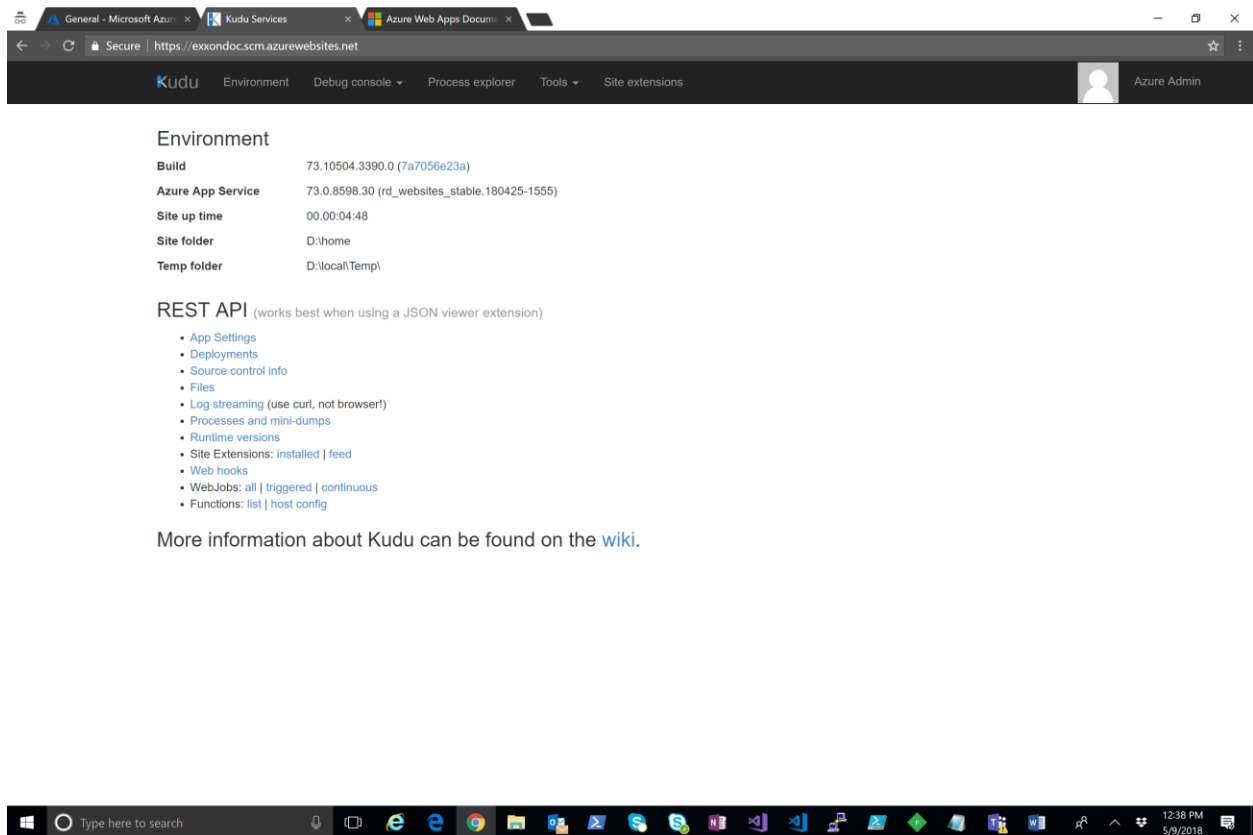 General - Microsoft Azur
Kudu Services
Azure Web Apps Docum
Secure
https://exxondoc.scm.azurewebsites.net
Kudu
Environment
Debug console
Process explorer
Tools
Site extensions
Azure Admin
Environment
Build 73.10504.3390.0 (7a7056e23a)
Azure App Service 73.0.8598.30 (rd_websites_stable.180425-1555)
Site up time 00.00:04:48
Site folder D:\home
Temp folder D:\local\Temp\
REST API (works best when using a JSON viewer extension)
• App Settings
• Deployments
• Source control info
• Files
• Log streaming (use curl, not browser!)
• Processes and mini-dumps
• Runtime versions
• Site Extensions: installed | feed
• Web hooks
• WebJobs: all | triggered | continuous
• Functions: list | host config
More information about Kudu can be found on the wiki.
Type here to search
12:38 PM
5/9/2018